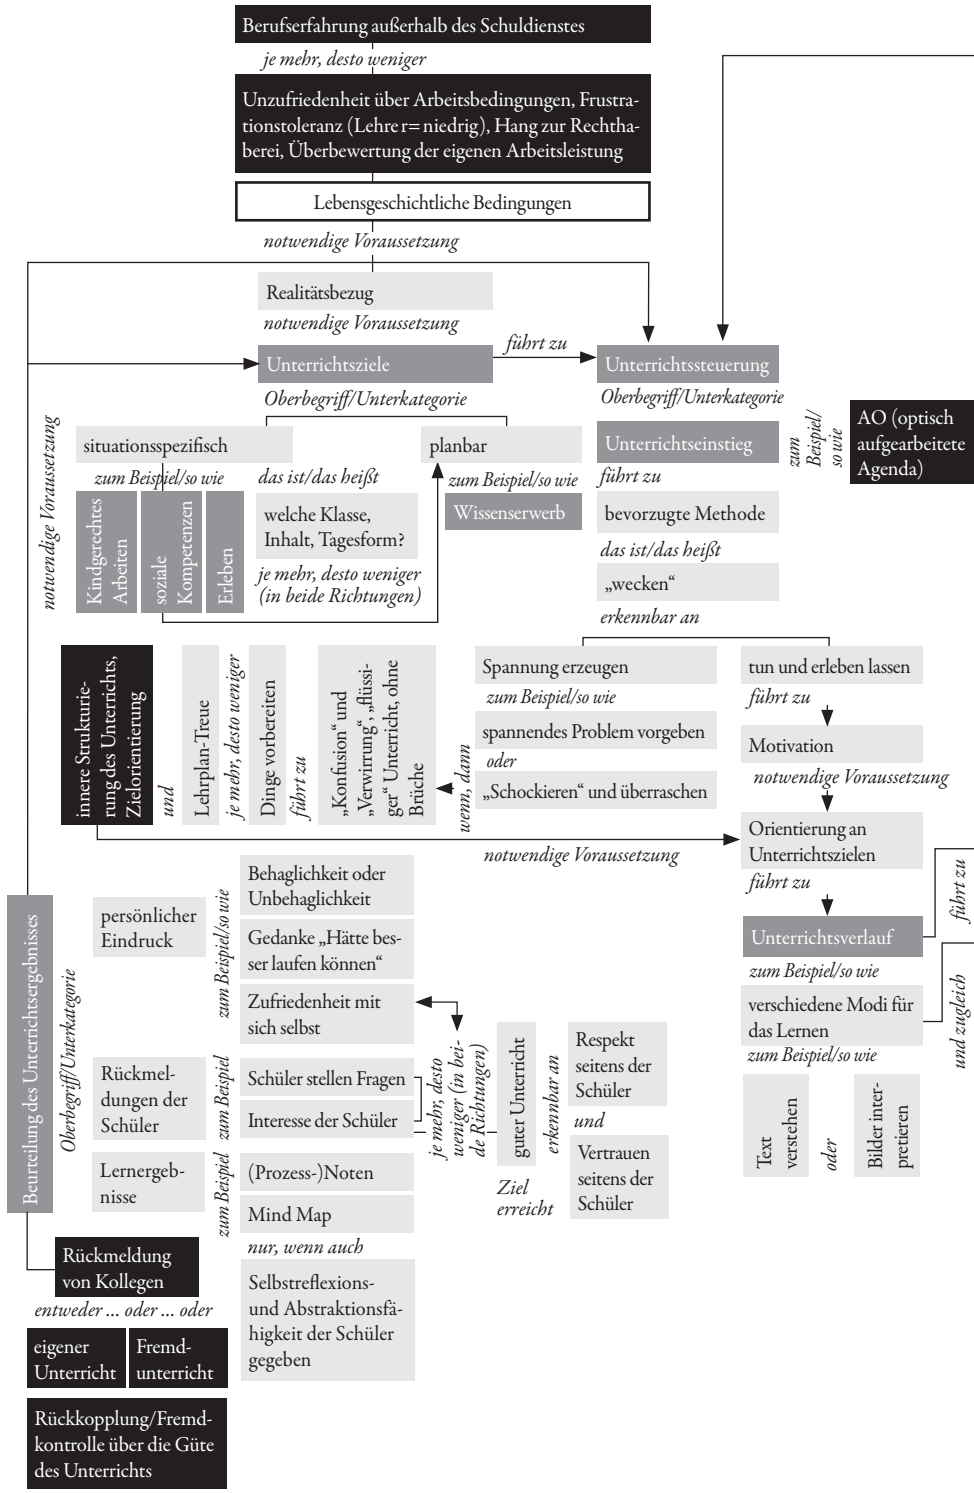 Berufserfahrung außerhalb des Schuldienstes
je mehr, desto weniger
Unzufriedenheit über Arbeitsbedingungen, Frustra-
tionstoleranz (Lehrer= niedrig), Hang zur Rechtha-
berei, Überbewertung der eigenen Arbeitsleistung
Lebensgeschichtliche Bedingungen
notwendige Voraussetzung
Realitätsbezug
notwendige Voraussetzung
Unterrichtsziele
führt zu
Unterrichtssteuerung
Oberbegriff/Unterkategorie
Oberbegriff/Unterkategorie
notwendige Voraussetzung
situationsspezifisch
planbar
Unterrichtseinstieg
zum
Beispiel/
so wie
AO (optisch
aufgearbeitete
Agenda)
zum Beispiel/so wie
das ist/das heißt
zum Beispiel/so wie
führt zu
Kindgerechtes
Arbeiten
soziale
Kompetenzen
Erleben
welche Klasse,
Inhalt, Tagesform?
Wissenserwerb
bevorzugte Methode
das ist/das heißt
je mehr, desto weniger
(in beide Richtungen)
„wecken“
erkennbar an
innere Strukturie-
rung des Unterrichts,
Zielorientierung
und
Lehrplan-Treue
je mehr, desto weniger
Dinge vorbereiten
führt zu
„Konfusion“ und
„Verwirrung“, „flüssi-
ger“ Unterricht, ohne
Brüche
wenn, dann
Spannung erzeugen
zum Beispiel/so wie
spannendes Problem vorgeben
oder
„Schockieren“ und überraschen
tun und erleben lassen
führt zu
Motivation
notwendige Voraussetzung
notwendige Voraussetzung
Orientierung an
Unterrichtszielen
führt zu
führt zu
Unterrichtsverlauf
zum Beispiel/so wie
verschiedene Modi für
das Lernen
und zugleich
zum Beispiel/so wie
Text
verstehen
oder
Bilder inter-
pretieren
Beurteilung des Unterrichtsergebnisses
Oberbegriff/Unterkategorie
persönlicher
Eindruck
zum Beispiel/so wie
Behaglichkeit oder
Unbehaglichkeit
Gedanke „Hätte bes-
ser laufen können“
Zufriedenheit mit
sich selbst
Rückmel-
dungen der
Schüler
zum Beispiel
Schüler stellen Fragen
Interesse der Schüler
je mehr, desto
weniger (in bei-
de Richtungen)
guter Unterricht
erkennbar an
Respekt
seitens der
Schüler
und
Vertrauen
seitens der
Schüler
Ziel
erreicht
Lernergeb-
nisse
zum Beispiel
(Prozess-)Noten
Mind Map
nur, wenn auch
Selbstreflexions-
und Abstraktionsfä-
higkeit der Schüler
gegeben
Rückmeldung
von Kollegen
entweder ... oder ... oder
eigener
Unterricht
Fremd-
unterricht
Rückkopplung/Fremd-
kontrolle über die Güte
des Unterrichts